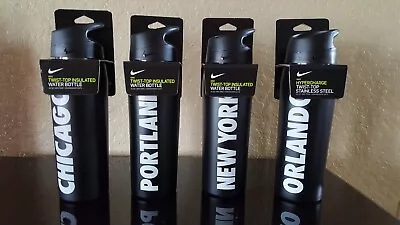 TWIST-TOP INSULATED
WATER BOTTLE
CHICAGO
TWIST-TOP INSULATED
WATER BOTTLE
PORTLAN
TWIST-TOP INSULATED
WATER BOTTLE
NEW YORK
HYPERCHARGE
TWIST-TOP
STAINLESS STEEL
ORLANDO